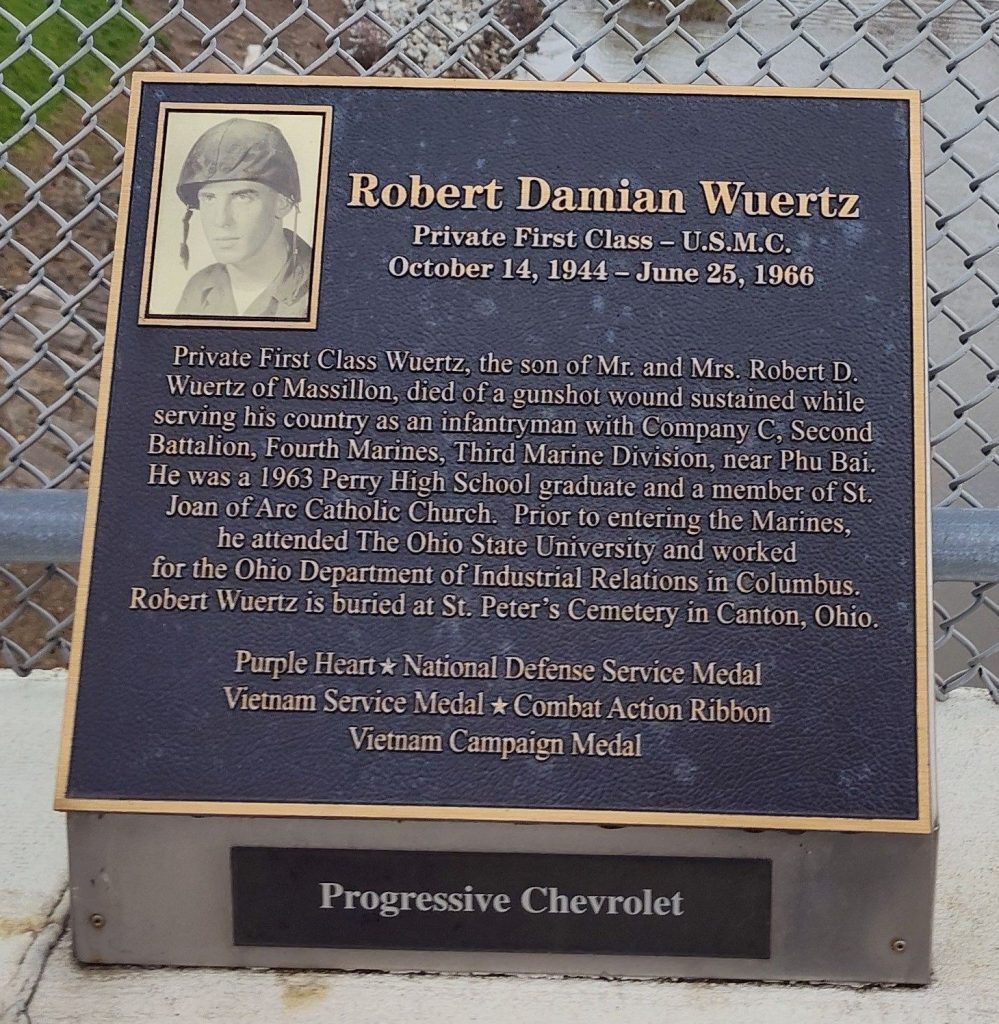 Robert Damian Wuertz
Private First Class – U.S.M.C.
October 14, 1944 – June 25, 1966
Private First Class Wuertz, the son of Mr. and Mrs. Robert D.
Wuertz of Massillon, died of a gunshot wound sustained while
serving his country as an infantryman with Company C, Second
Battalion, Fourth Marines, Third Marine Division, near Phu Bai.
He was a 1963 Perry High School graduate and a member of St.
Joan of Arc Catholic Church. Prior to entering the Marines,
he attended The Ohio State University and worked
for the Ohio Department of Industrial Relations in Columbus.
Robert Wuertz is buried at St. Peter's Cemetery in Canton, Ohio.
Purple Heart ★ National Defense Service Medal
Vietnam Service Medal ★ Combat Action Ribbon
Vietnam Campaign Medal
Progressive Chevrolet